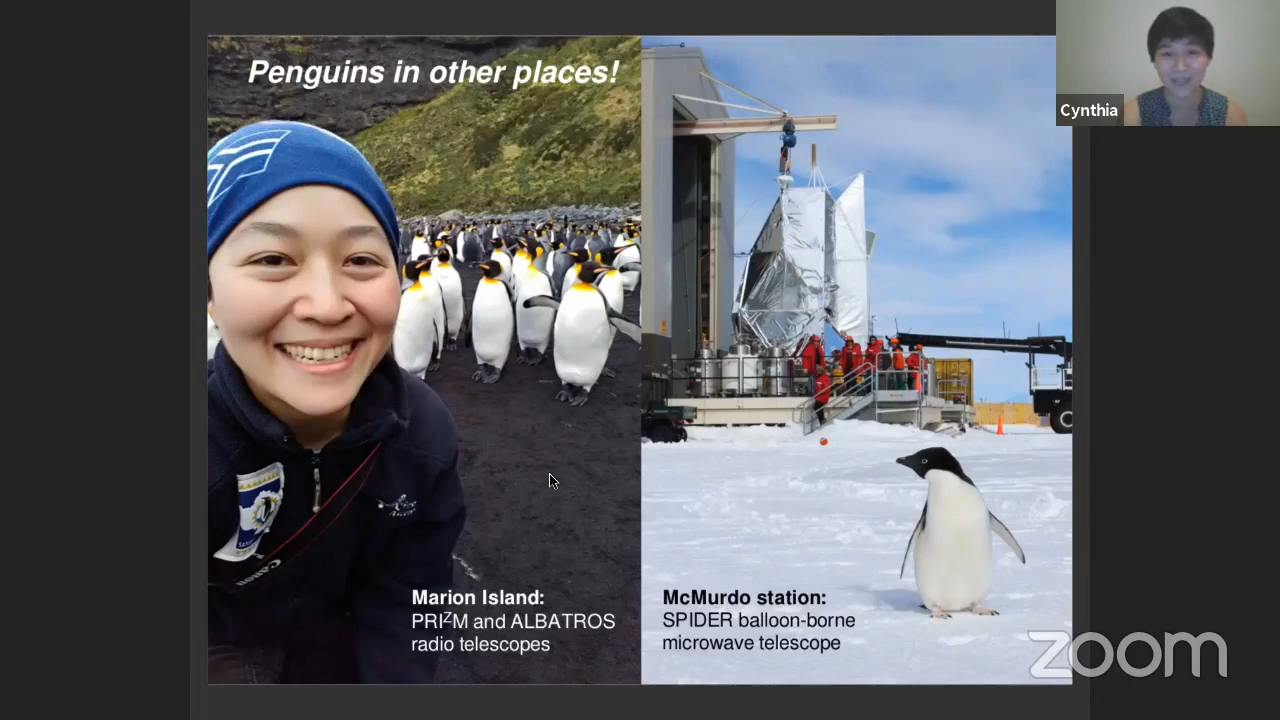 Penguins in other places!
Cynthia
Marion Island:
PRIZM and ALBATROS
radio telescopes
McMurdo station:
SPIDER balloon-borne
microwave telescope
Canon
zoom